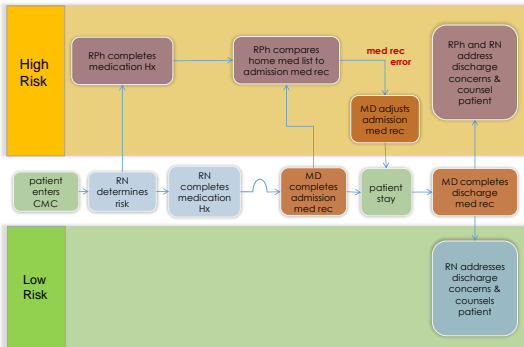 High
Risk
RPh completes
medication Hx
RPh compares
home med list to
admission med rec
med rec
error
MD adjusts
admission
med rec
RPh and RN
address
discharge
concerns &
counsel
patient
patient
enters
CMC
RN
determines
risk
RN
completes
medication
Hx
MD
completes
admission
med rec
patient
stay
MD completes
discharge
med rec
Low
Risk
RN addresses
discharge
concerns &
counsels
patient